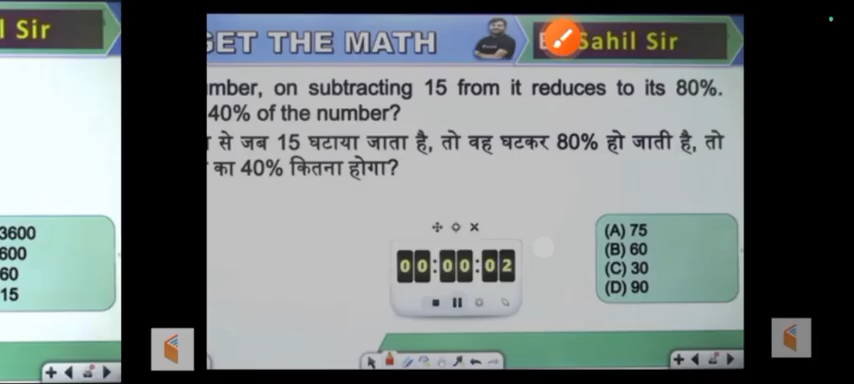 l Sir
3600
600
60
15
GET THE MATH
Sahil Sir
mber, on subtracting 15 from it reduces to its 80%.
40% of the number?
से जब 15 घटाया जाता है, तो वह घटकर 80% हो जाती है, तो
का 40% कितना होगा?
00:00:02
(A) 75
(B) 60
(C) 30
(D) 90